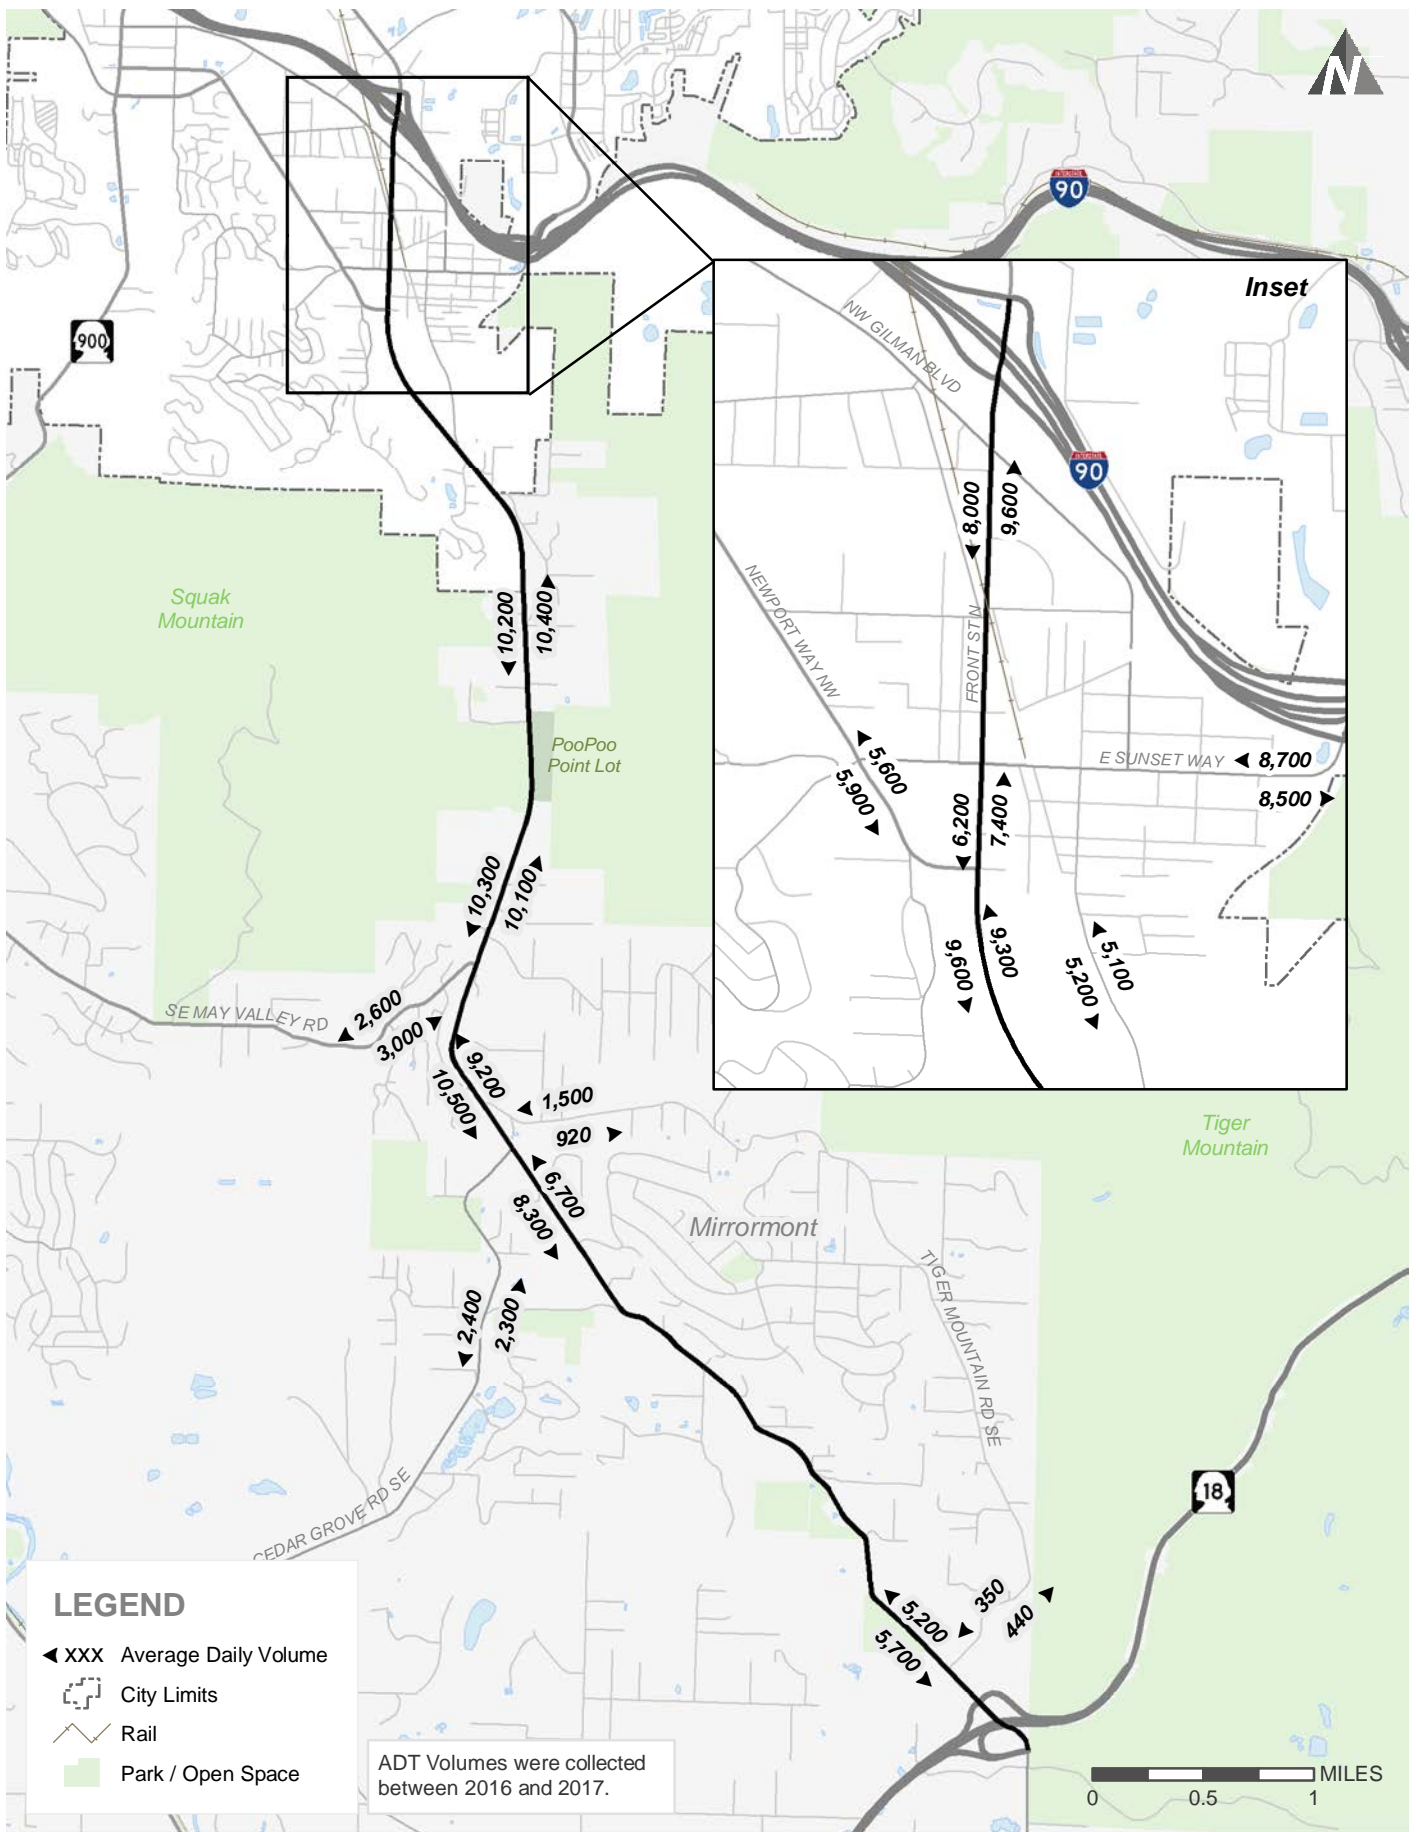 N
INTERSTATE
90
Inset
900
NW GILMAN BLVD
INTERSTATE
90
8,000
9,600
NEWPORT WAY NW
FRONT ST N
Squak
Mountain
10,200
10,400
PooPoo
Point Lot
5,600
5,900
E SUNSET WAY
8,700
8,500
6,200
7,400
10,300
10,100
9,300
9,600
5,100
5,200
SE MAY VALLEY RD
2,600
3,000
9,200
10,500
1,500
920
Tiger
Mountain
6,700
8,300
Mirrormont
TIGER MOUNTAIN RD SE
2,400
2,300
CEDAR GROVE RD SE
18
350
440
5,200
5,700
LEGEND
XXX Average Daily Volume
City Limits
Rail
Park / Open Space
ADT Volumes were collected
between 2016 and 2017.
MILES
0 0.5 1